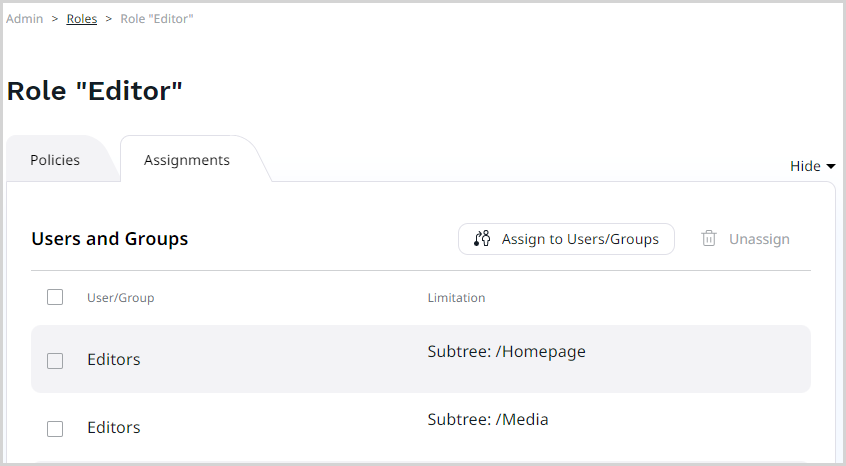 Admin > Roles > Role "Editor"
Role "Editor"
Policies Assignments Hide
Users and Groups Assign to Users/Groups Unassign
User/Group Limitation
Editors Subtree: /Homepage
Editors Subtree: /Media